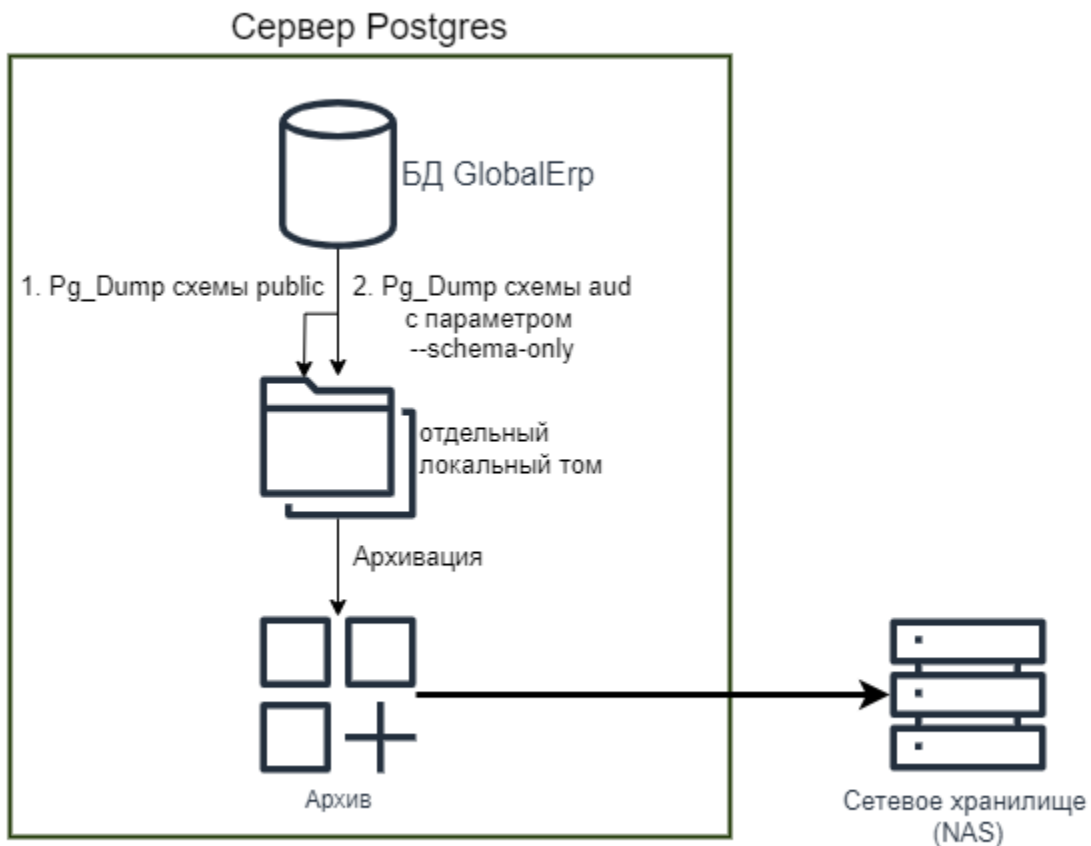 Сервер Postgres
БД GlobalErp
1. Pg_Dump схемы public
2. Pg_Dump схемы aud
с параметром
--schema-only
отдельный
локальный том
Архивация
Архив
Сетевое хранилище
(NAS)